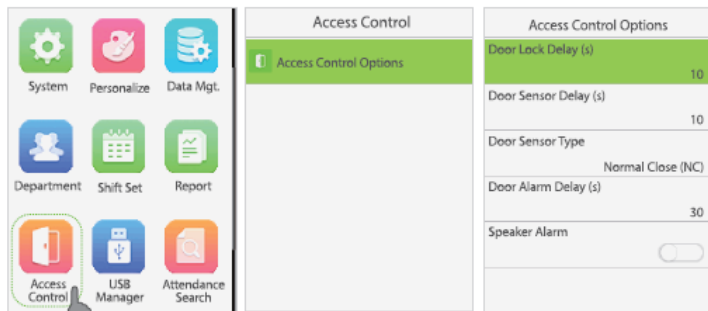 System
Personalize
Data Mgt.
Department
Shift Set
Report
Access
Control
USB
Manager
Attendance
Search
Access Control
Access Control Options
Access Control Options
Door Lock Delay (s)
10
Door Sensor Delay (s)
10
Door Sensor Type
Normal Close (NC)
Door Alarm Delay (s)
30
Speaker Alarm